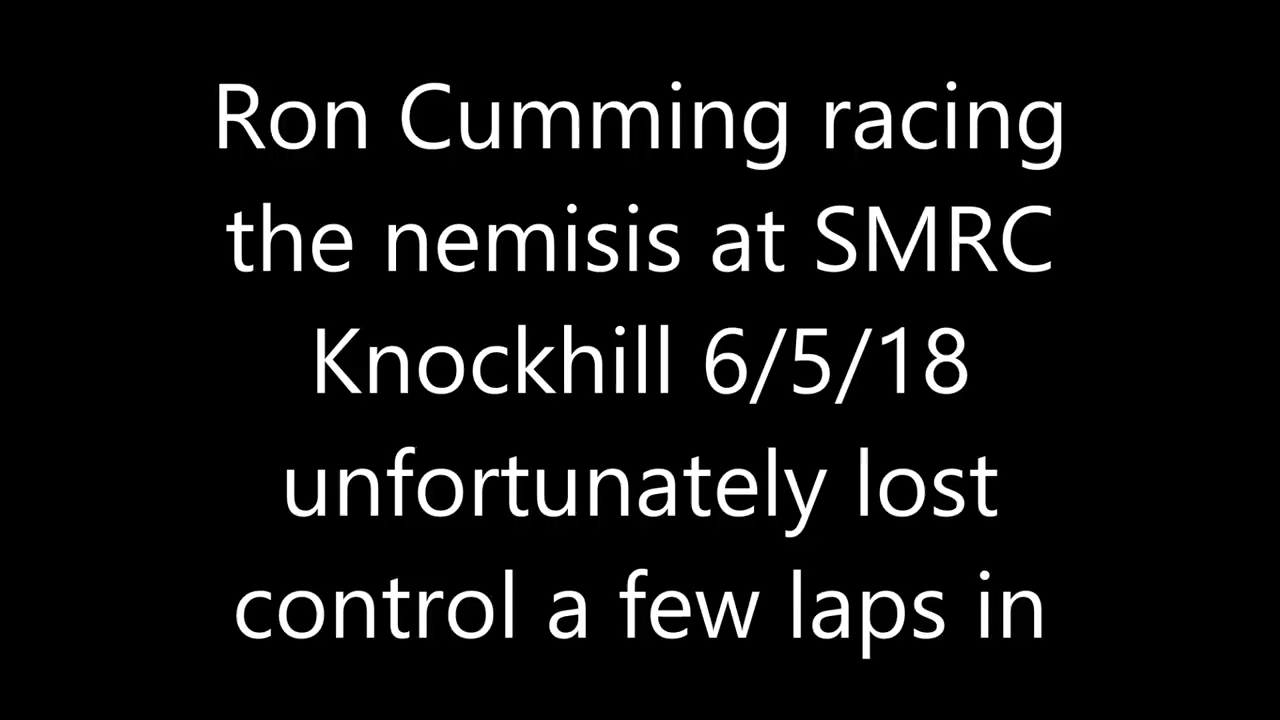 Ron Cumming racing
the nemisis at SMRC
Knockhill 6/5/18
unfortunately lost
control a few laps in